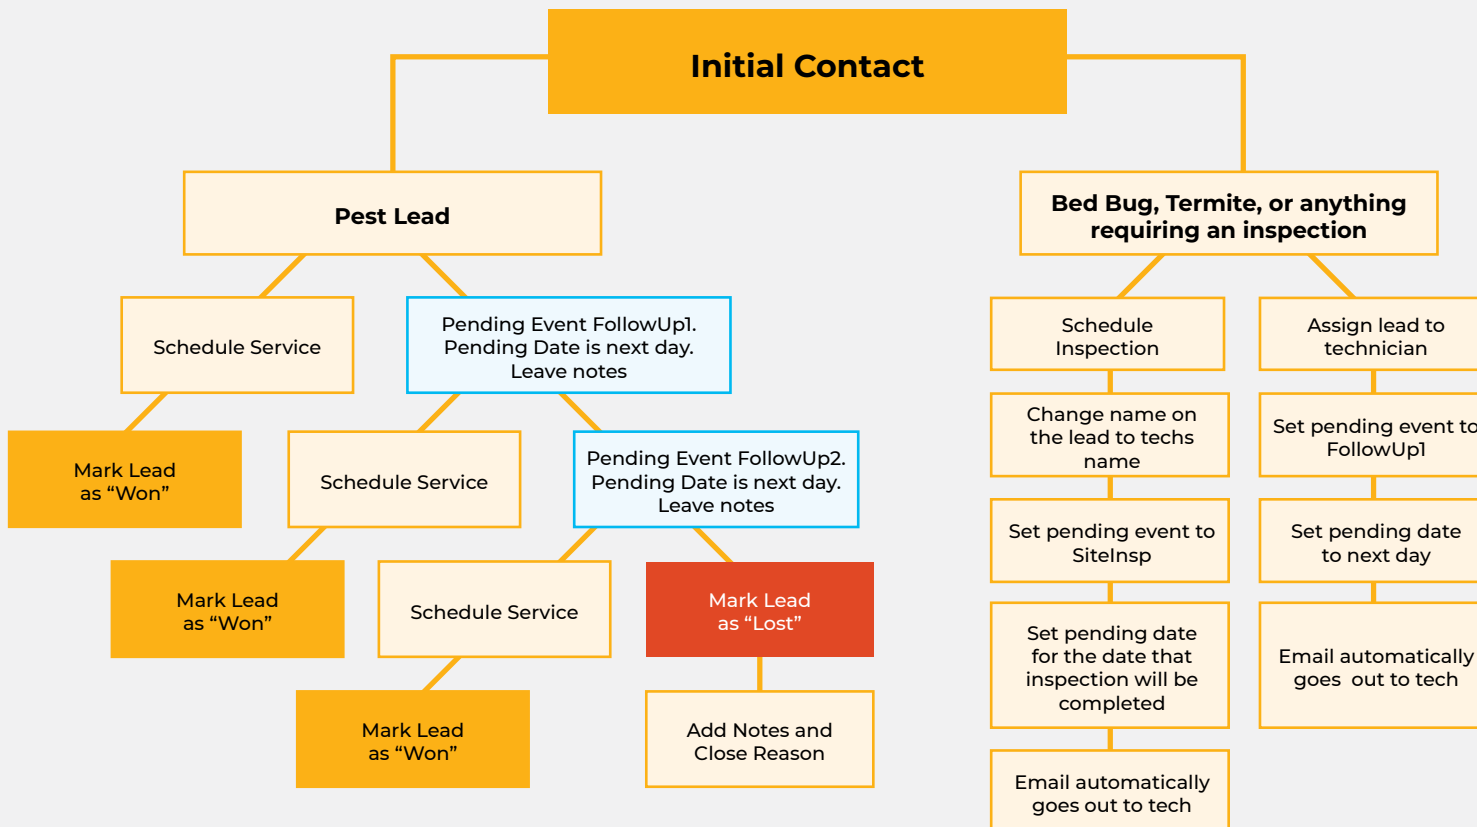 Initial Contact
Pest Lead
Bed Bug, Termite, or anything
requiring an inspection
Schedule Service
Pending Event FollowUp1.
Pending Date is next day.
Leave notes
Schedule
Inspection
Assign lead to
technician
Mark Lead
as “Won”
Schedule Service
Pending Event FollowUp2.
Pending Date is next day.
Leave notes
Change name on
the lead to techs
name
Set pending event to
FollowUp1
Mark Lead
as “Won”
Schedule Service
Mark Lead
as “Lost”
Set pending event to
SiteInsp
Set pending date
to next day
Mark Lead
as “Won”
Add Notes and
Close Reason
Set pending date
for the date that
inspection will be
completed
Email automatically
goes  out to tech
Email automatically
goes out to tech